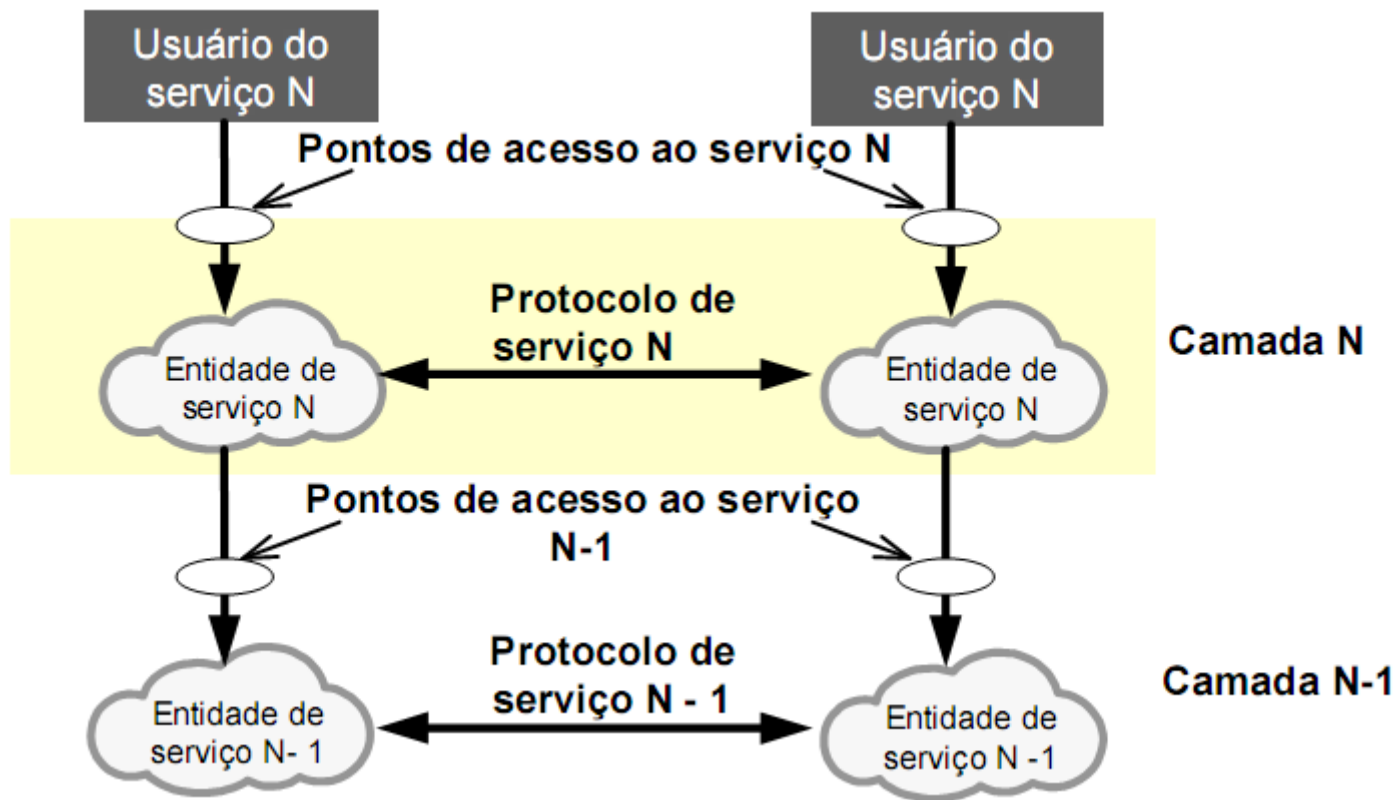 Usuário do
serviço N
Usuário do
serviço N
Pontos de acesso ao serviço N
Protocolo de
serviço N
Camada N
Entidade de
serviço N
Entidade de
serviço N
Pontos de acesso ao serviço
N-1
Protocolo de
serviço N - 1
Camada N-1
Entidade de
serviço N- 1
Entidade de
serviço N -1